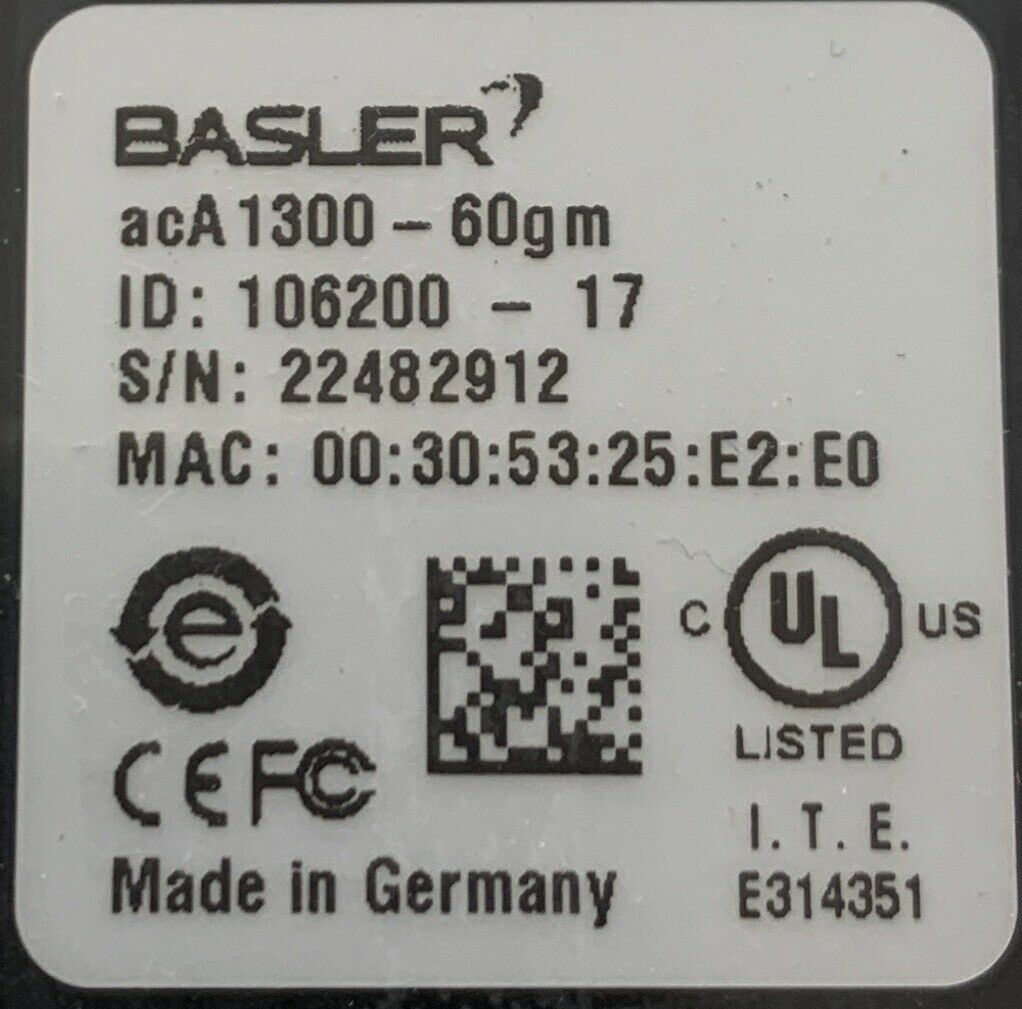 BASLER
acA1300 – 60gm
ID: 106200 – 17
S/N: 22482912
MAC: 00:30:53:25:E2:E0
e
C UL US
LISTED
CE FC
I. T. E.
Made in Germany
E314351